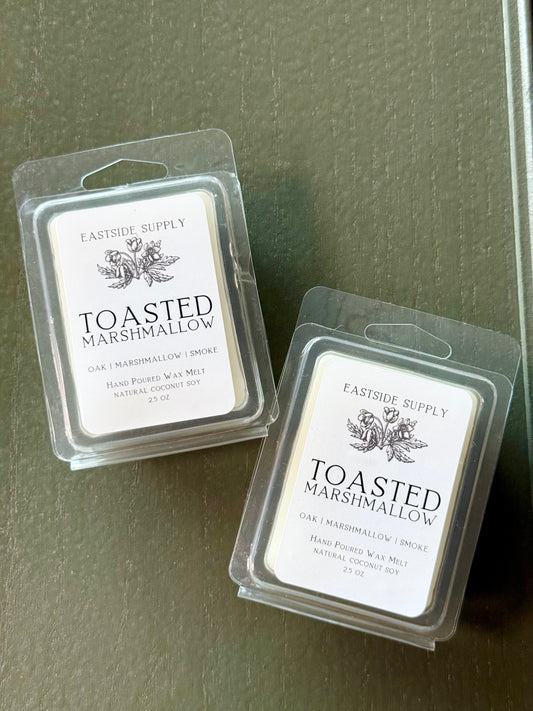 EASTSIDE SUPPLY
TOASTED
MARSHMALLOW
OAK | MARSHMALLOW | SMOKE
HAND POURED WAX MELT
NATURAL COCONUT SOY
2.5 OZ
EASTSIDE SUPPLY
TOASTED
MARSHMALLOW
OAK | MARSHMALLOW | SMOKE
HAND POURED WAX MELT
NATURAL COCONUT SOY
2.5 OZ